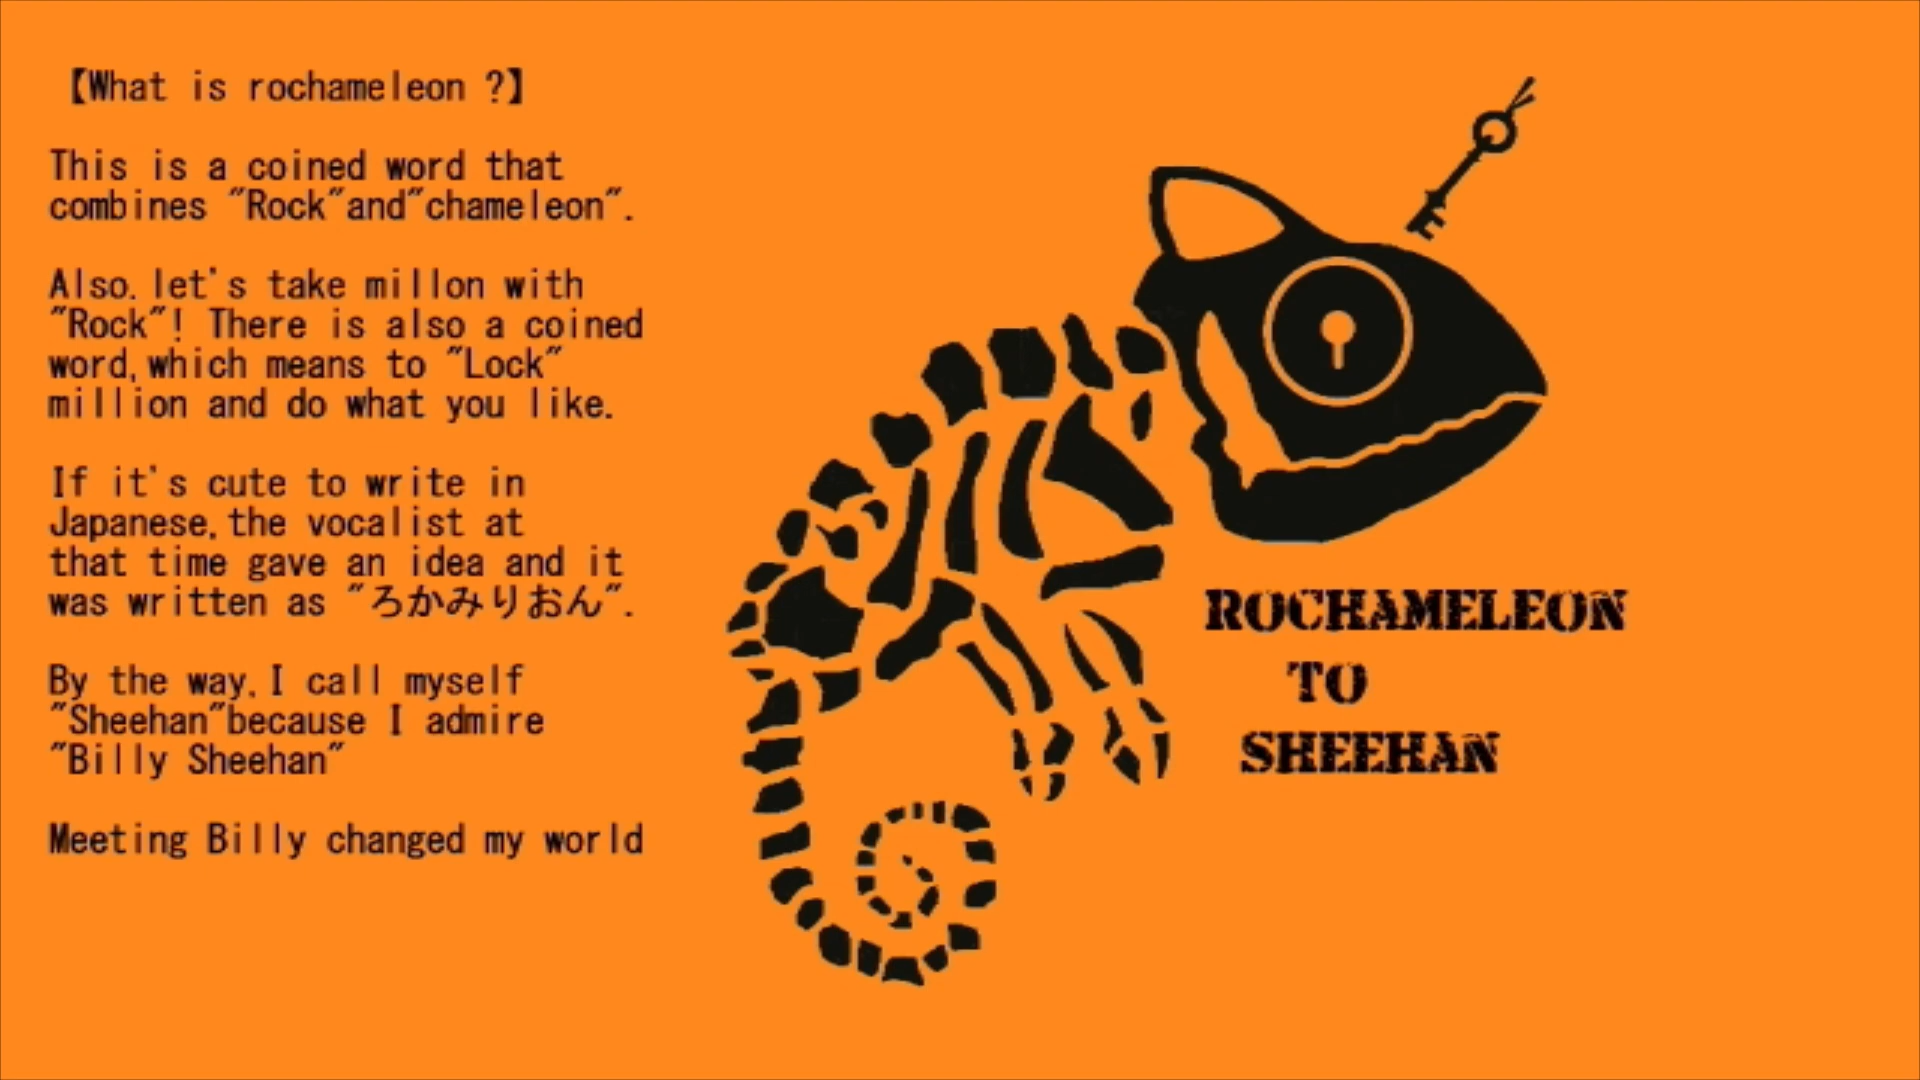 【What is rochameleon ?】
This is a coined word that
combines "Rock"and"chameleon".
Also, let's take millon with
"Rock"! There is also a coined
word,which means to "Lock"
million and do what you like.
If it's cute to write in
Japanese,the vocalist at
that time gave an idea and it
was written as "ろかみりおん".
By the way,I call myself
"Sheehan"because I admire
"Billy Sheehan"
Meeting Billy changed my world
ROCHAMELEON
TO
SHEEHAN